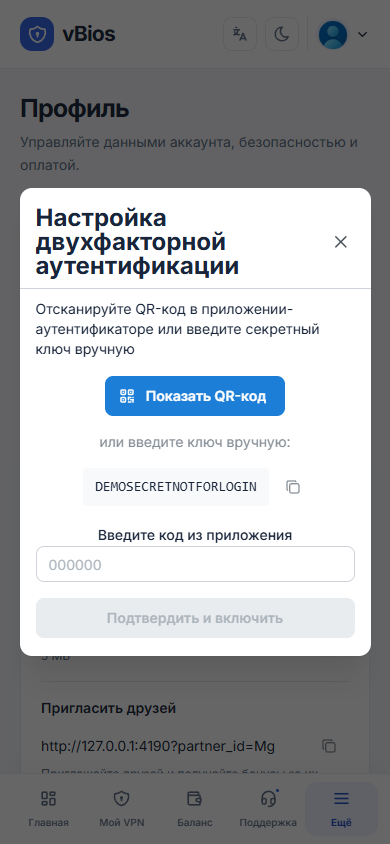 vBios
Профиль
Управляйте данными аккаунта, безопасностью и
оплатой.
Настройка
двухфакторной
аутентификации
Отсканируйте QR-код в приложении-
аутентификаторе или введите секретный
ключ вручную
Показать QR-код
или введите ключ вручную:
DEMOSECRETNOTFORLOGIN
Введите код из приложения
000000
Подтвердить и включить
Пригласить друзей
http://127.0.0.1:4190?partner_id=Mg
Главная
Мой VPN
Баланс
Поддержка
Ещё